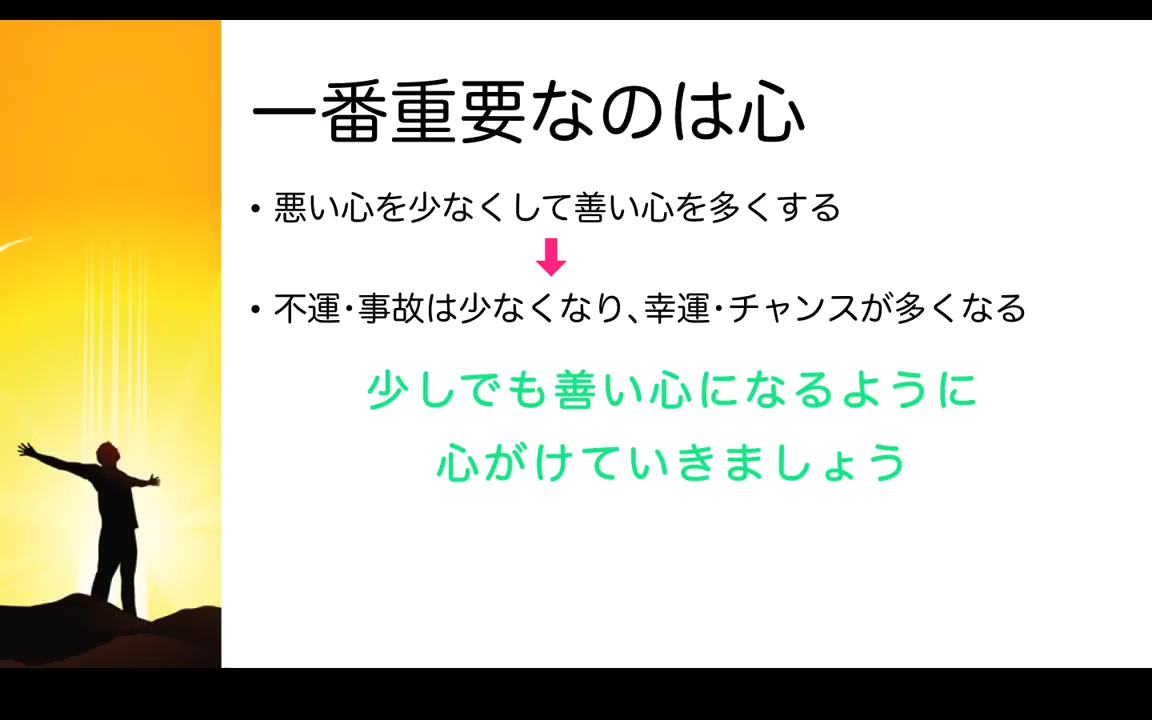 一番重要なのは心
• 悪い心を少なくして善い心を多くする
• 不運･事故は少なくなり、幸運･チャンスが多くなる
少しでも善い心になるように
心がけていきましょう